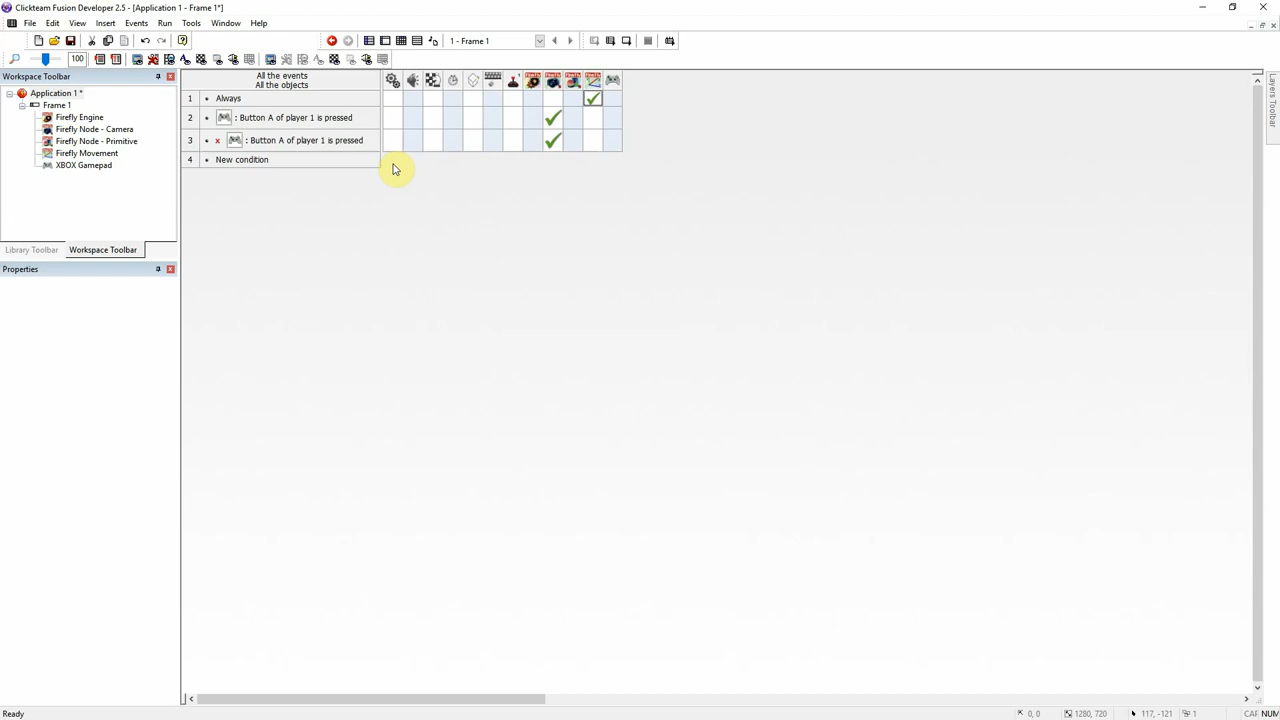 Clickteam Fusion Developer 2.5 - [Application 1 - Frame 1*]
File Edit View Insert Events Run Tools Window Help
1 - Frame 1
100
Workspace Toolbar
Application 1 *
Frame 1
Firefly Engine
Firefly Node - Camera
Firefly Node - Primitive
Firefly Movement
XBOX Gamepad
Library Toolbar Workspace Toolbar
Properties
All the events
All the objects
1 • Always
2 • : Button A of player 1 is pressed
3 • x : Button A of player 1 is pressed
4 • New condition
Layers Toolbar
Ready 0, 0 1280, 720 117, -121 1 CAP NUM